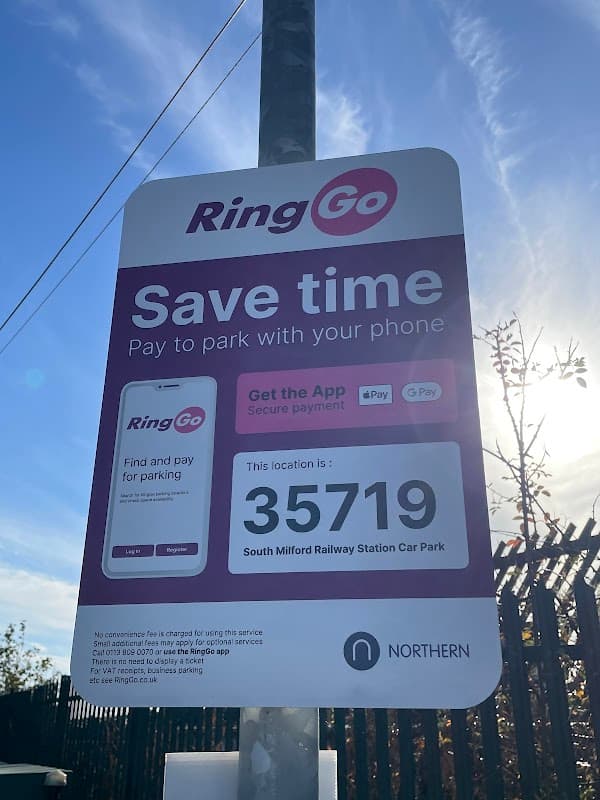 RingGo
Save time
Pay to park with your phone
Get the App
Secure payment
Pay
G Pay
RingGo
Find and pay
for parking
Log in
Register
This location is :
35719
South Milford Railway Station Car Park
No convenience fee is charged for using this service
Small additional fees may apply for optional services
Call 0113 809 0070 or use the RingGo app
There is no need to display a ticket
For VAT receipts, business parking
etc see RingGo.co.uk
n NORTHERN